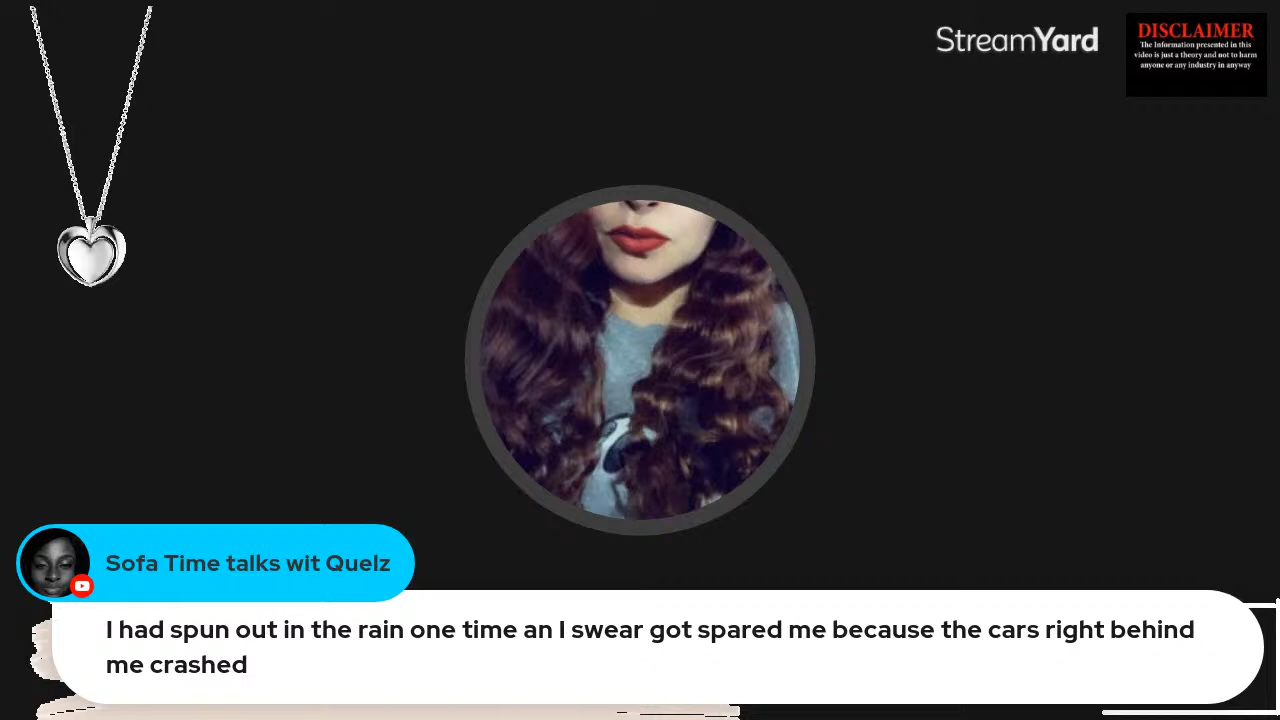 StreamYard
DISCLAIMER
The Information presented in this
video is just a theory and not to harm
anyone or any industry in anyway
Sofa Time talks wit Quelz
I had spun out in the rain one time an I swear got spared me because the cars right behind
me crashed